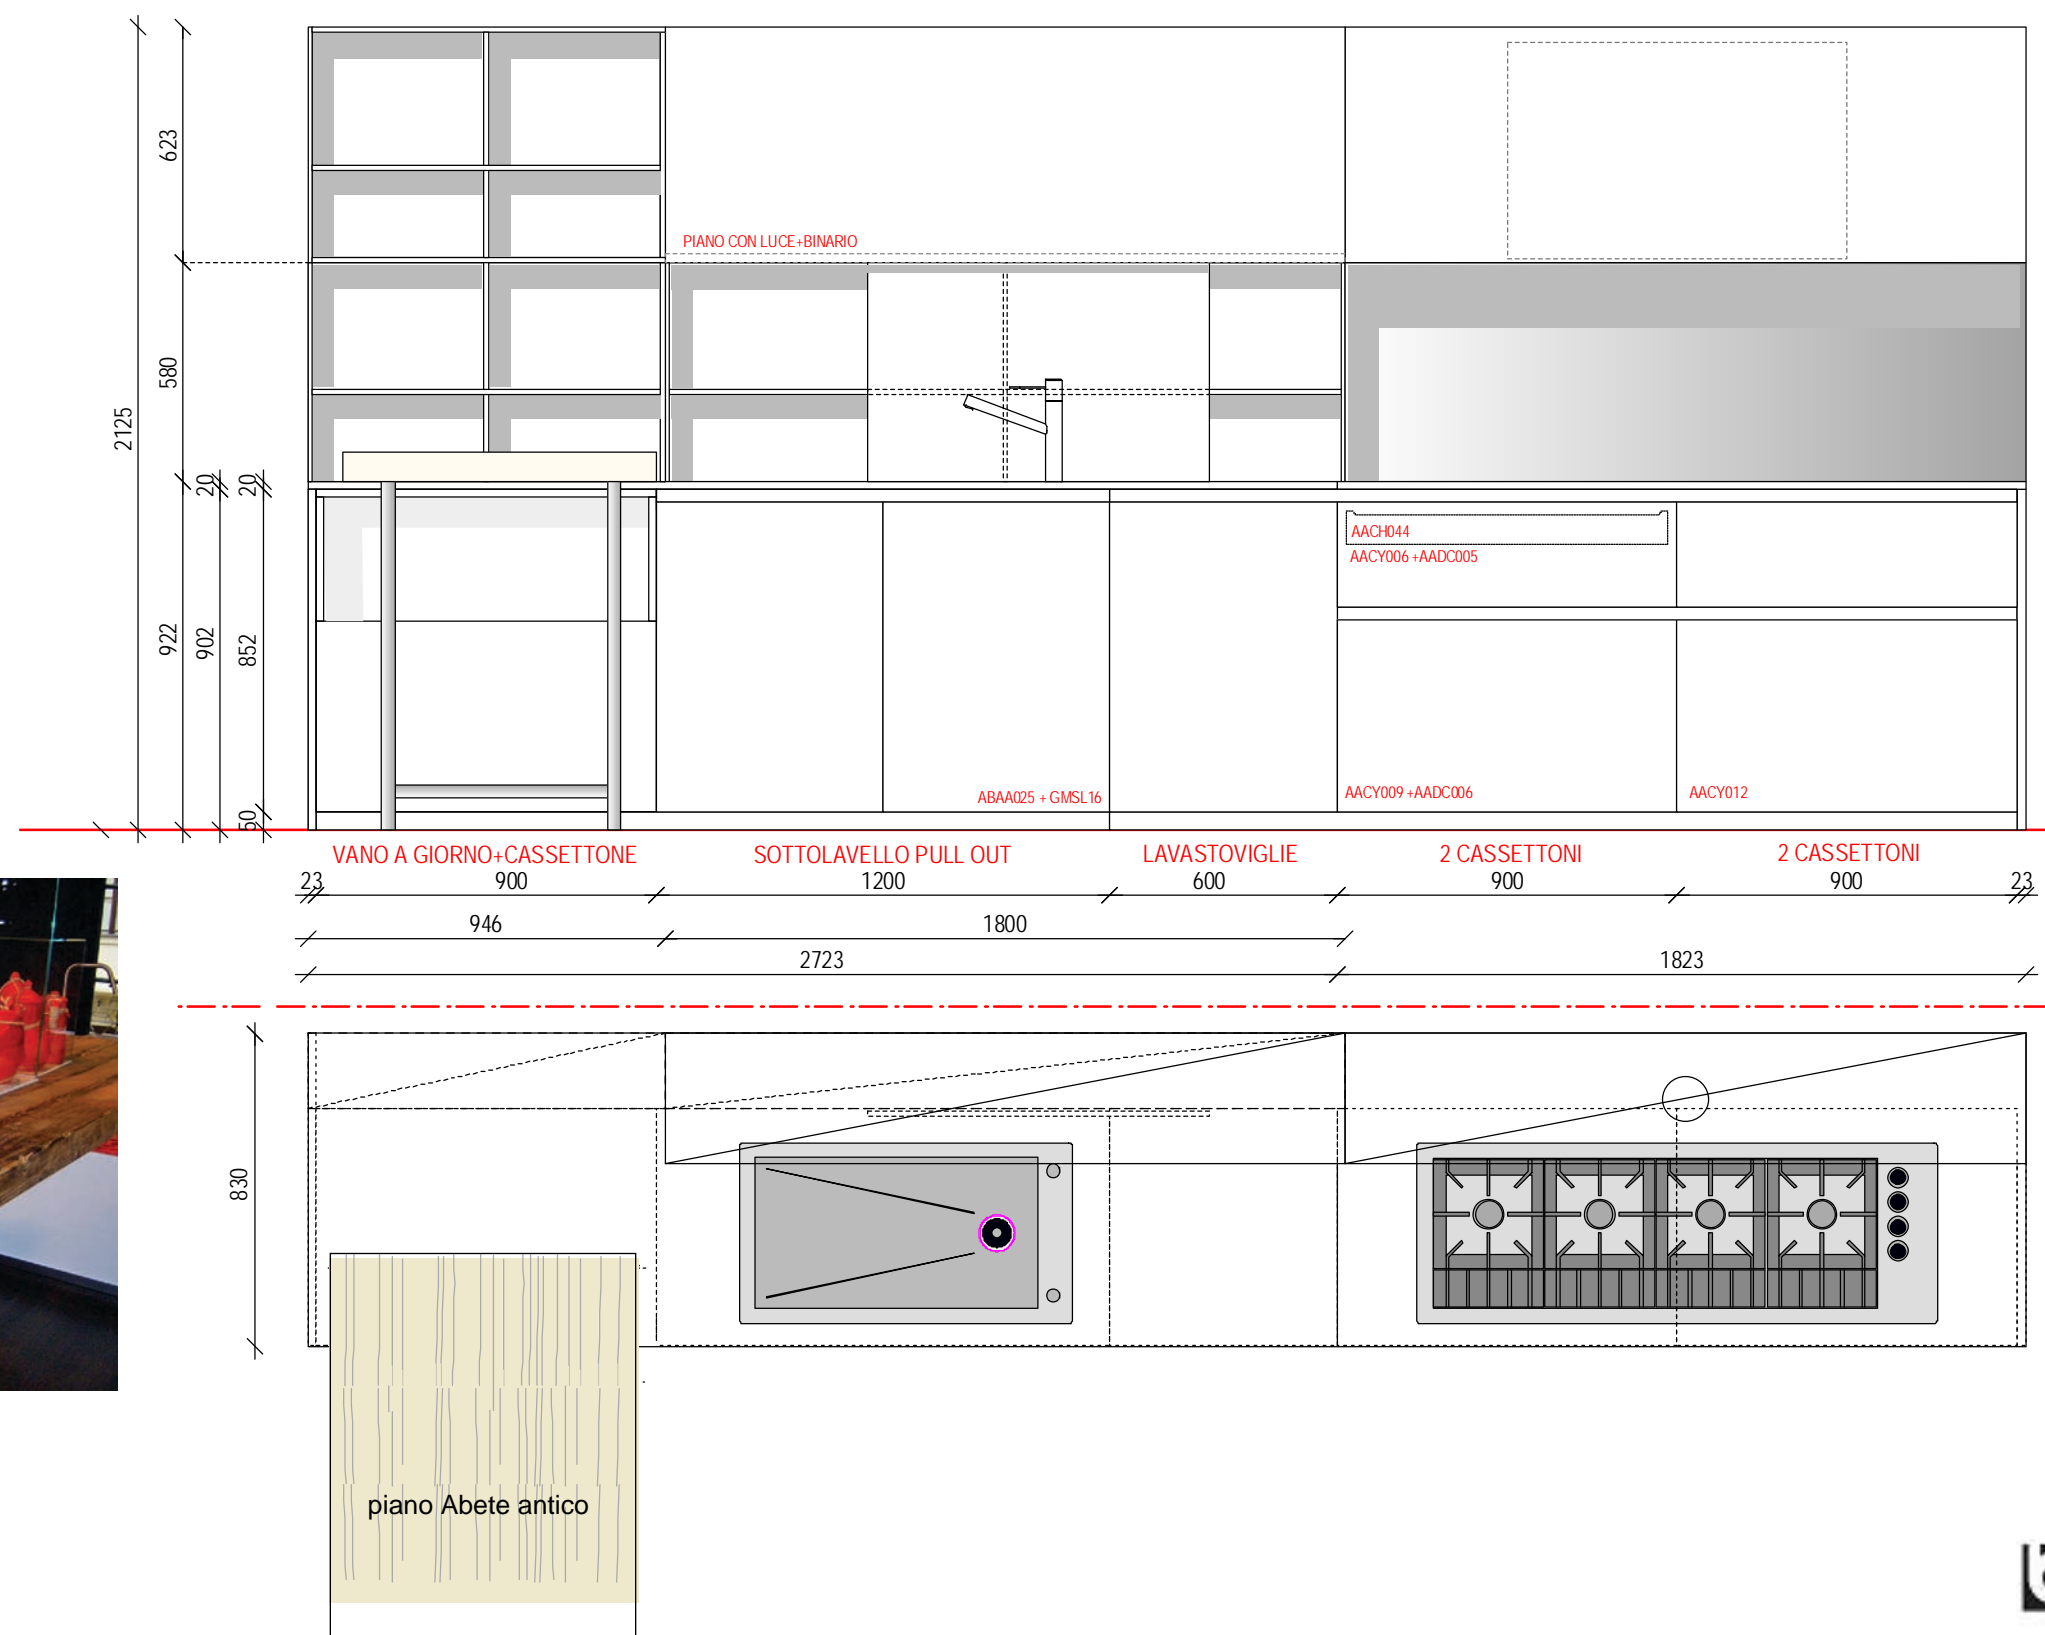 623
PIANO CON LUCE+BINARIO
580
2125
20
20
AACH044
AACY006 +AADC005
922
902
852
ABAA025 + GMSL16
AACY009 +AADC006
AACY012
50
VANO A GIORNO+CASSETTONE
SOTTOLAVELLO PULL OUT
LAVASTOVIGLIE
2 CASSETTONI
2 CASSETTONI
23
900
1200
600
900
900
23
946
1800
2723
1823
830
piano Abete antico